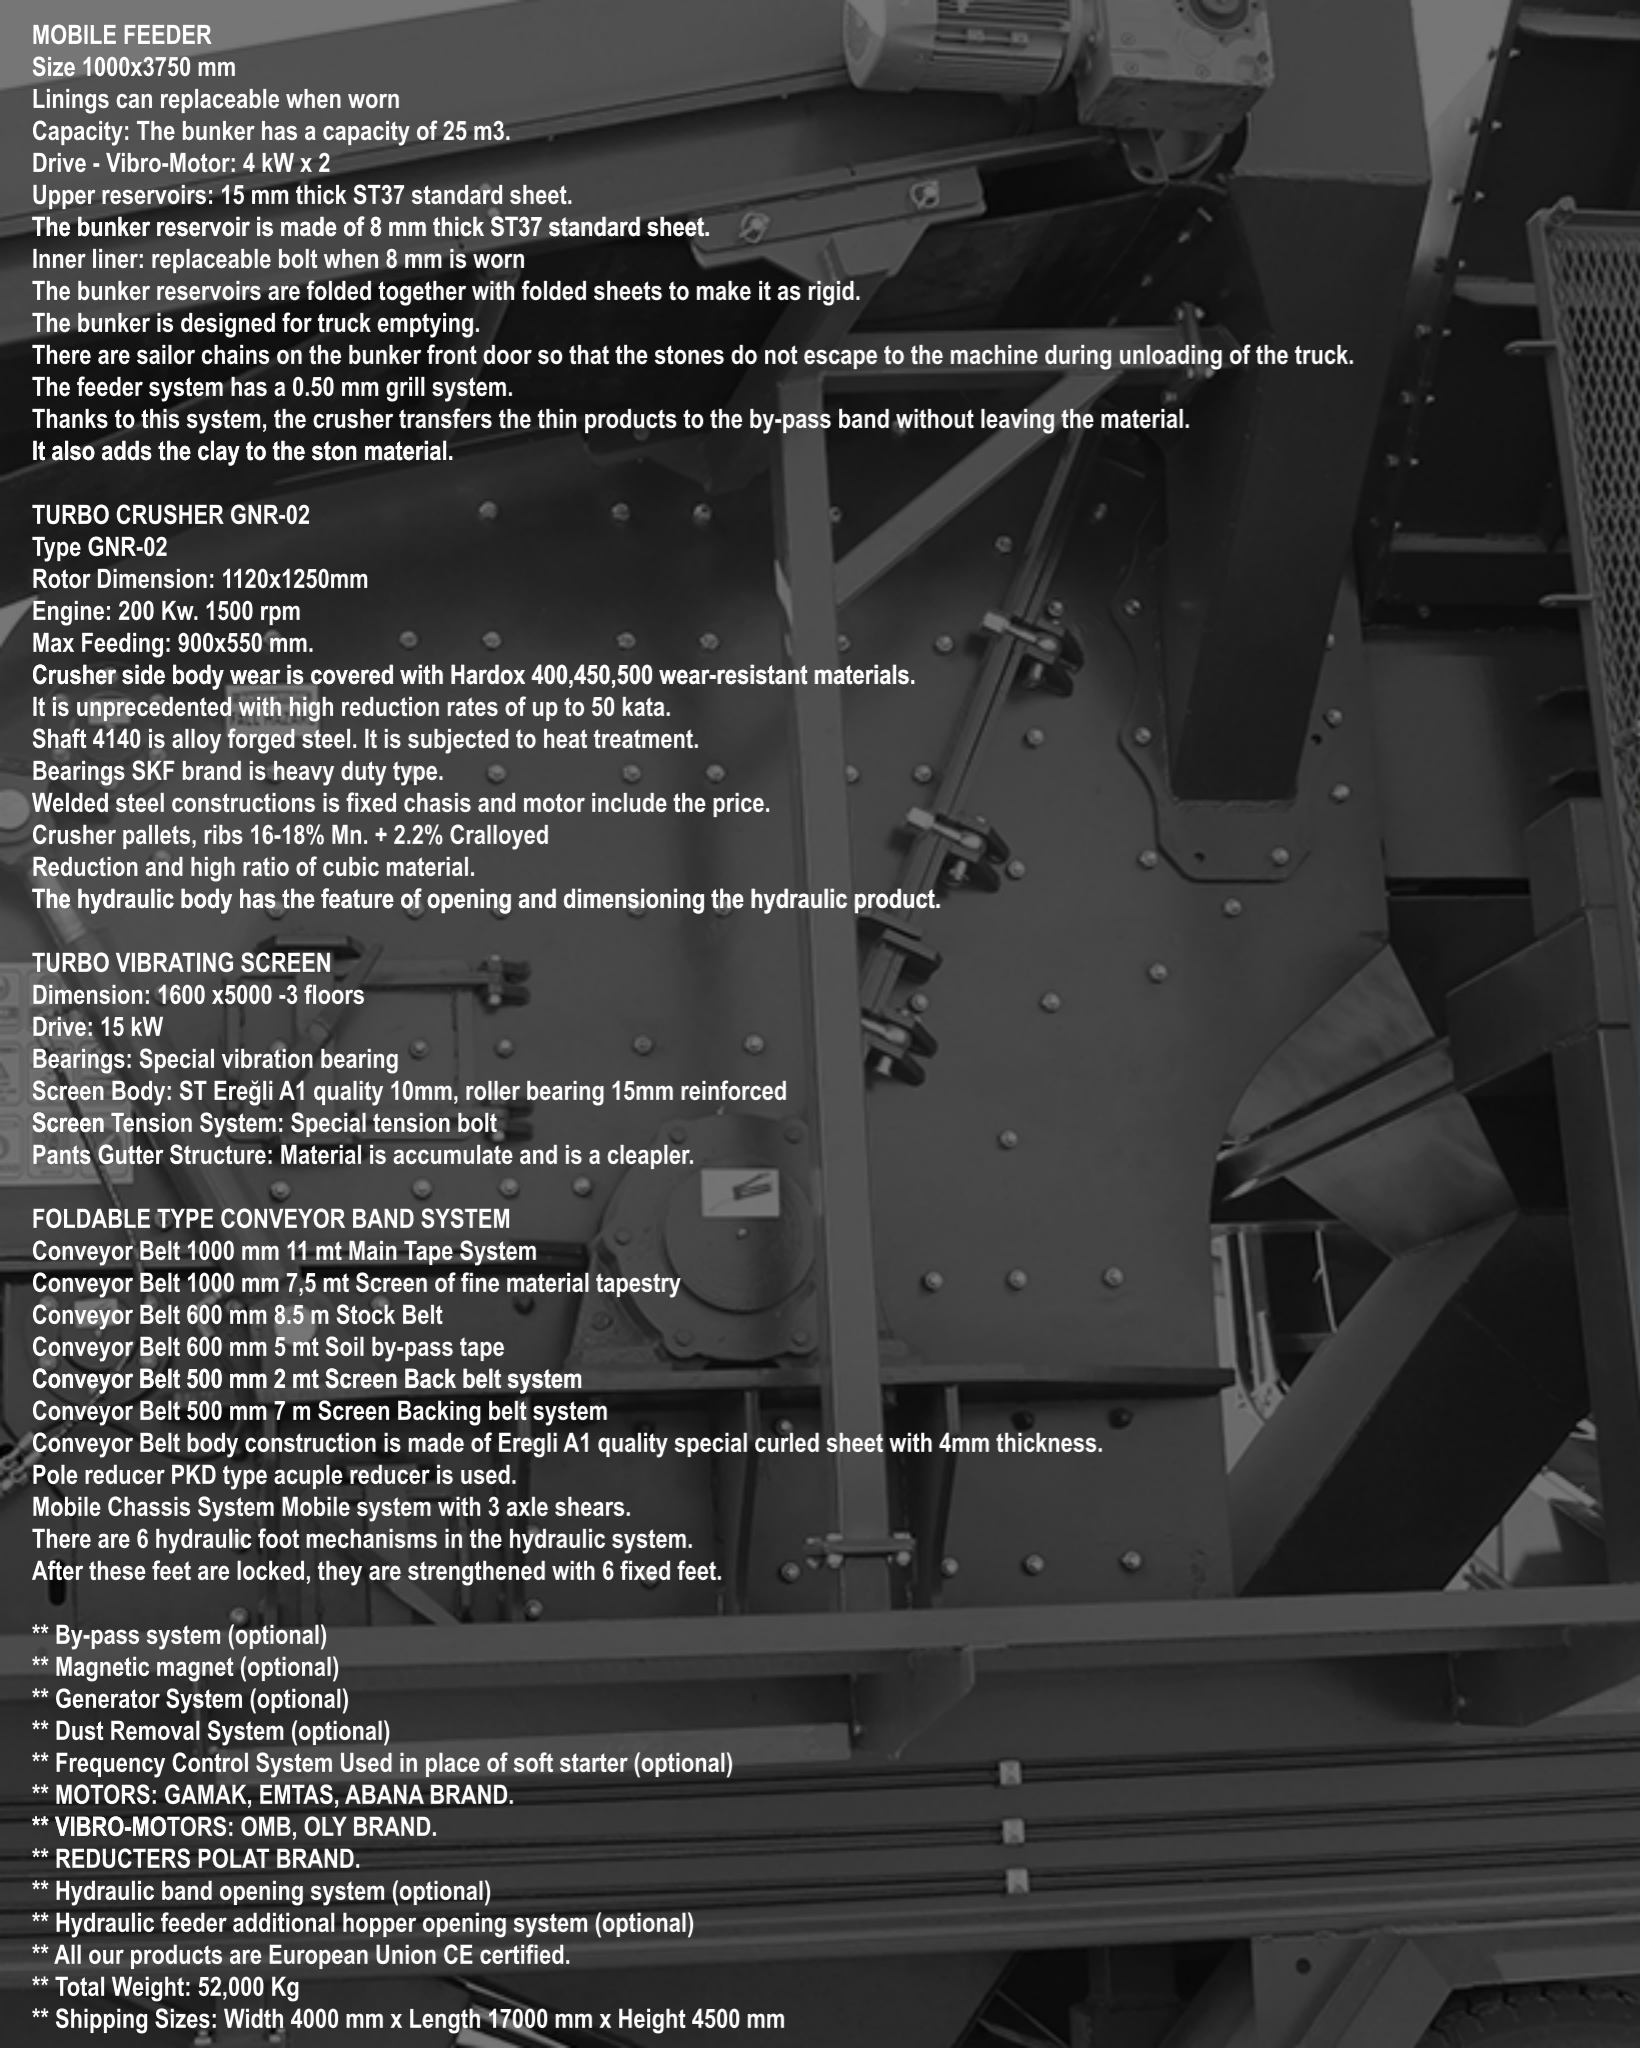 MOBILE FEEDER
Size 1000x3750 mm
Linings can replaceable when worn
Capacity: The bunker has a capacity of 25 m3.
Drive - Vibro-Motor: 4 kW x 2
Upper reservoirs: 15 mm thick ST37 standard sheet.
The bunker reservoir is made of 8 mm thick ST37 standard sheet.
Inner liner: replaceable bolt when 8 mm is worn
The bunker reservoirs are folded together with folded sheets to make it as rigid.
The bunker is designed for truck emptying.
There are sailor chains on the bunker front door so that the stones do not escape to the machine during unloading of the truck.
The feeder system has a 0.50 mm grill system.
Thanks to this system, the crusher transfers the thin products to the by-pass band without leaving the material.
It also adds the clay to the ston material.
TURBO CRUSHER GNR-02
Type GNR-02
Rotor Dimension: 1120x1250mm
Engine: 200 Kw. 1500 rpm
Max Feeding: 900x550 mm.
Crusher side body wear is covered with Hardox 400,450,500 wear-resistant materials.
It is unprecedented with high reduction rates of up to 50 kata.
Shaft 4140 is alloy forged steel. It is subjected to heat treatment.
Bearings SKF brand is heavy duty type.
Welded steel constructions is fixed chasis and motor include the price.
Crusher pallets, ribs 16-18% Mn. + 2.2% Cralloyed
Reduction and high ratio of cubic material.
The hydraulic body has the feature of opening and dimensioning the hydraulic product.
TURBO VIBRATING SCREEN
Dimension: 1600 x5000 -3 floors
Drive: 15 kW
Bearings: Special vibration bearing
Screen Body: ST Ereğli A1 quality 10mm, roller bearing 15mm reinforced
Screen Tension System: Special tension bolt
Pants Gutter Structure: Material is accumulate and is a cleapler.
FOLDABLE TYPE CONVEYOR BAND SYSTEM
Conveyor Belt 1000 mm 11 mt Main Tape System
Conveyor Belt 1000 mm 7,5 mt Screen of fine material tapestry
Conveyor Belt 600 mm 8.5 m Stock Belt
Conveyor Belt 600 mm 5 mt Soil by-pass tape
Conveyor Belt 500 mm 2 mt Screen Back belt system
Conveyor Belt 500 mm 7 m Screen Backing belt system
Conveyor Belt body construction is made of Eregli A1 quality special curled sheet with 4mm thickness.
Pole reducer PKD type acuple reducer is used.
Mobile Chassis System Mobile system with 3 axle shears.
There are 6 hydraulic foot mechanisms in the hydraulic system.
After these feet are locked, they are strengthened with 6 fixed feet.
** By-pass system (optional)
** Magnetic magnet (optional)
** Generator System (optional)
** Dust Removal System (optional)
** Frequency Control System Used in place of soft starter (optional)
** MOTORS: GAMAK, EMTAS, ABANA BRAND.
** VIBRO-MOTORS: OMB, OLY BRAND.
** REDUCTERS POLAT BRAND.
** Hydraulic band opening system (optional)
** Hydraulic feeder additional hopper opening system (optional)
** All our products are European Union CE certified.
** Total Weight: 52,000 Kg
** Shipping Sizes: Width 4000 mm x Length 17000 mm x Height 4500 mm